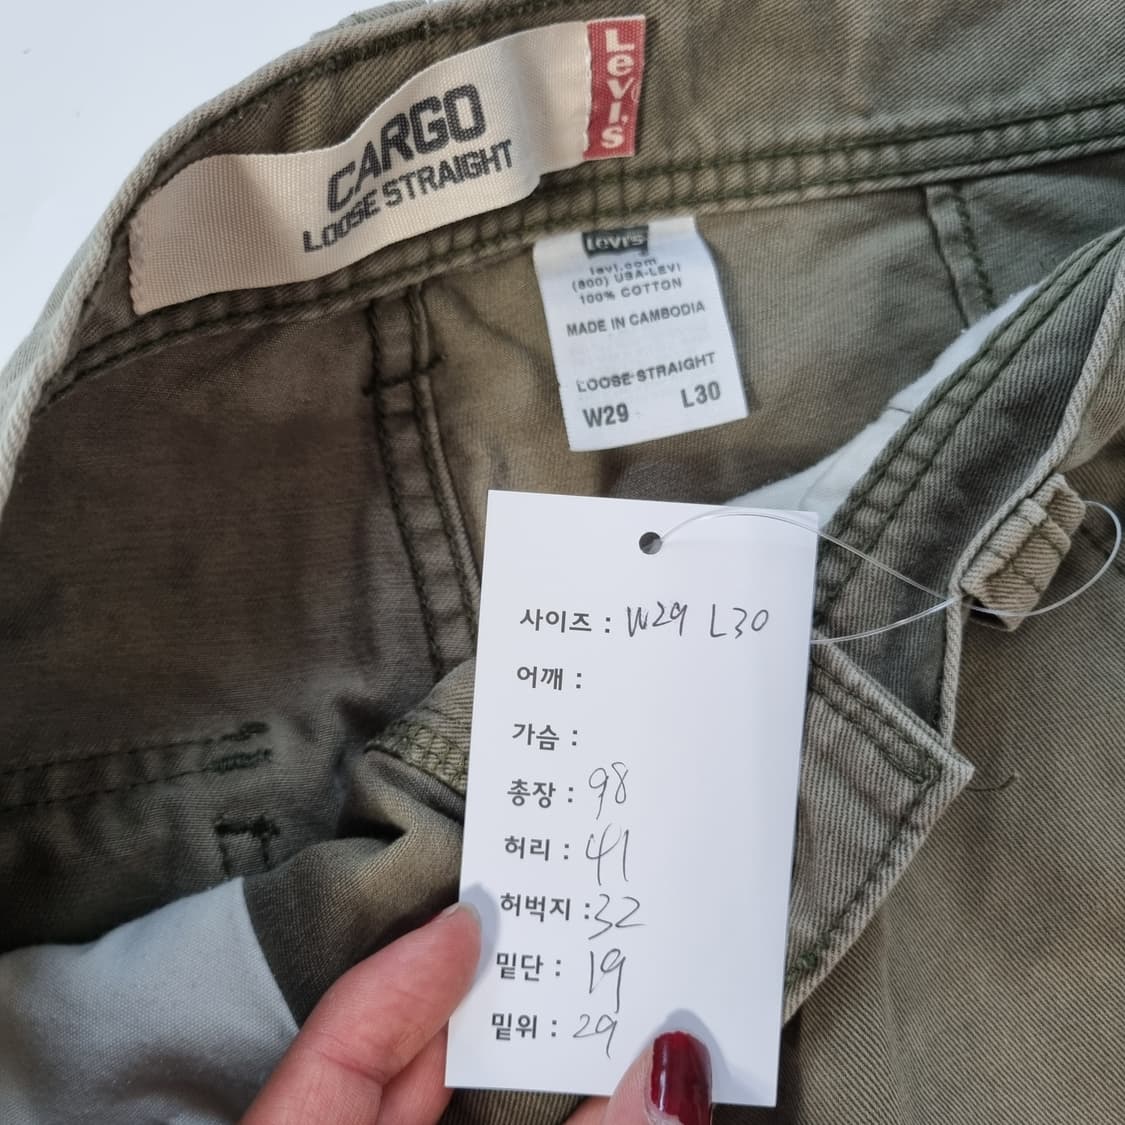 CARGO
LOOSE STRAIGHT
Levi's
Levi's
levi.com
(800) USA-LEVI
100% COTTON
MADE IN CAMBODIA
LOOSE STRAIGHT
W29 L30
사이즈 : W29 L30
어깨 :
가슴 :
총장 : 98
허리 : 41
허벅지 : 32
밑단 : 19
밑위 : 29